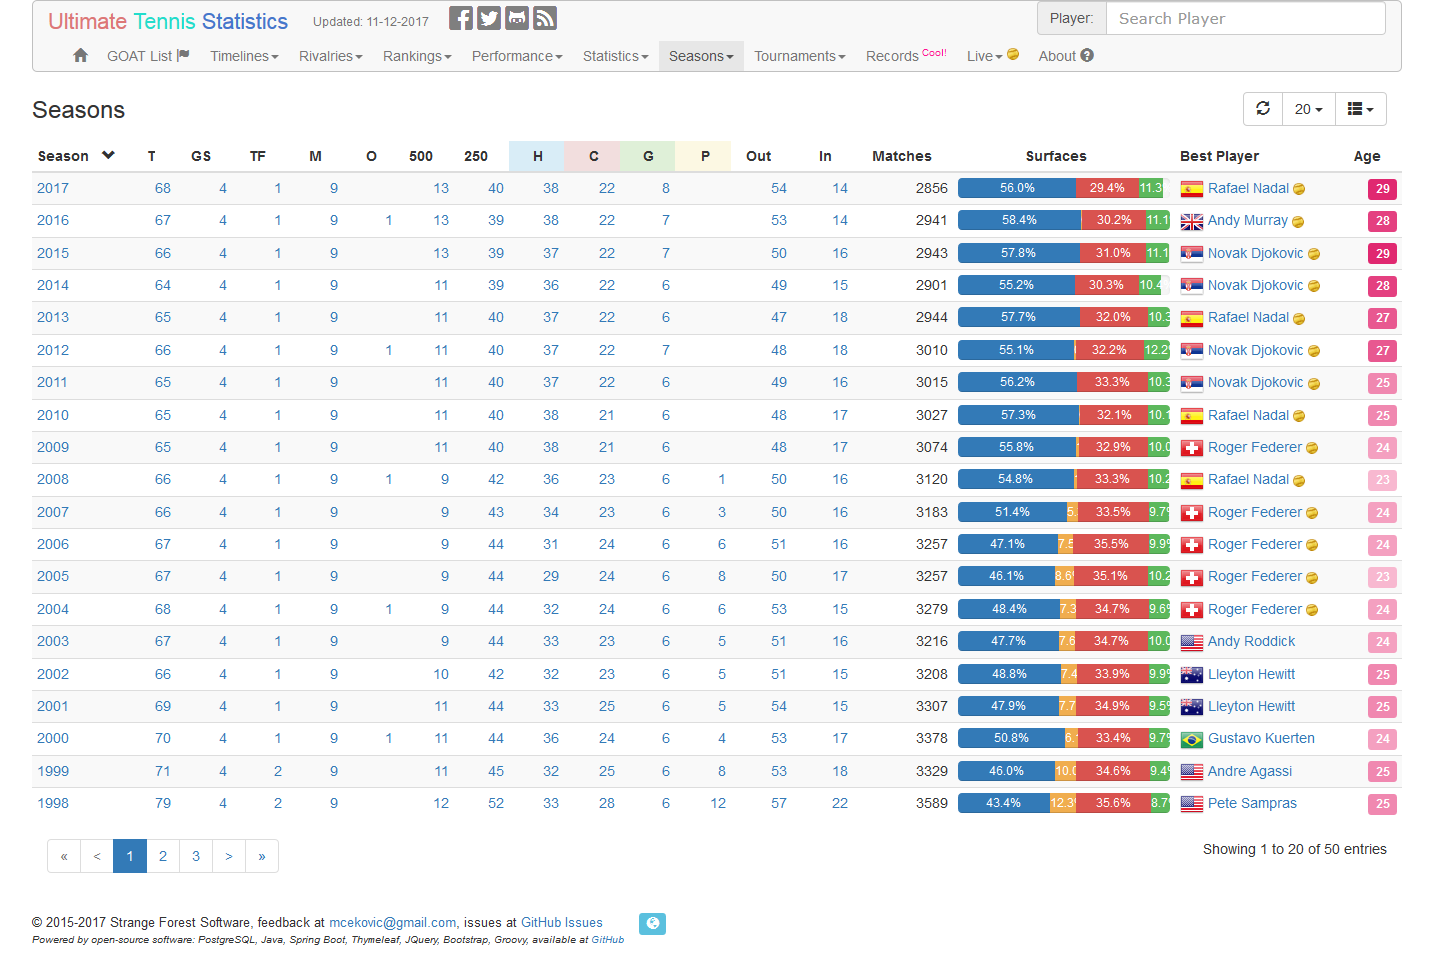 Ultimate Tennis Statistics Updated: 11-12-2017 Player: Search Player
GOAT List Timelines Rivalries Rankings Performance Statistics Seasons Tournaments Records Cool! Live About
Seasons 20
Season T GS TF M O 500 250 H C G P Out In Matches Surfaces Best Player Age
2017 68 4 1 9 13 40 38 22 8 54 14 2856 56.0% 29.4% 11.3 Rafael Nadal 29
2016 67 4 1 9 1 13 39 38 22 7 53 14 2941 58.4% 30.2% 11.1 Andy Murray 28
2015 66 4 1 9 13 39 37 22 7 50 16 2943 57.8% 31.0% 11.1 Novak Djokovic 29
2014 64 4 1 9 11 39 36 22 6 49 15 2901 55.2% 30.3% 10.4 Novak Djokovic 28
2013 65 4 1 9 11 40 37 22 6 47 18 2944 57.7% 32.0% 10.3 Rafael Nadal 27
2012 66 4 1 9 1 11 40 37 22 7 48 18 3010 55.1% 32.2% 12.2 Novak Djokovic 27
2011 65 4 1 9 11 40 37 22 6 49 16 3015 56.2% 33.3% 10.3 Novak Djokovic 25
2010 65 4 1 9 11 40 38 21 6 48 17 3027 57.3% 32.1% 10.1 Rafael Nadal 25
2009 65 4 1 9 11 40 38 21 6 48 17 3074 55.8% 32.9% 10.0 Roger Federer 24
2008 66 4 1 9 1 9 42 36 23 6 1 50 16 3120 54.8% 33.3% 10.2 Rafael Nadal 23
2007 66 4 1 9 9 43 34 23 6 3 50 16 3183 51.4% 5. 33.5% 9.7% Roger Federer 24
2006 67 4 1 9 9 44 31 24 6 6 51 16 3257 47.1% 7.5 35.5% 9.9% Roger Federer 24
2005 67 4 1 9 9 44 29 24 6 8 50 17 3257 46.1% 8.6 35.1% 10.2 Roger Federer 23
2004 68 4 1 9 1 9 44 32 24 6 6 53 15 3279 48.4% 7.3 34.7% 9.6% Roger Federer 24
2003 67 4 1 9 9 44 33 23 6 5 51 16 3216 47.7% 7.6 34.7% 10.0 Andy Roddick 24
2002 66 4 1 9 10 42 32 23 6 5 51 15 3208 48.8% 7.4 33.9% 9.9% Lleyton Hewitt 25
2001 69 4 1 9 11 44 33 25 6 5 54 15 3307 47.9% 7.7 34.9% 9.5% Lleyton Hewitt 25
2000 70 4 1 9 1 11 44 36 24 6 4 53 17 3378 50.8% 6. 33.4% 9.7% Gustavo Kuerten 24
1999 71 4 2 9 11 45 32 25 6 8 53 18 3329 46.0% 10.0 34.6% 9.4% Andre Agassi 25
1998 79 4 2 9 12 52 33 28 6 12 57 22 3589 43.4% 12.3 35.6% 8.7 Pete Sampras 25
« < 1 2 3 > » Showing 1 to 20 of 50 entries
© 2015-2017 Strange Forest Software, feedback at mcekovic@gmail.com, issues at GitHub Issues
Powered by open-source software: PostgreSQL, Java, Spring Boot, Thymeleaf, JQuery, Bootstrap, Groovy, available at GitHub